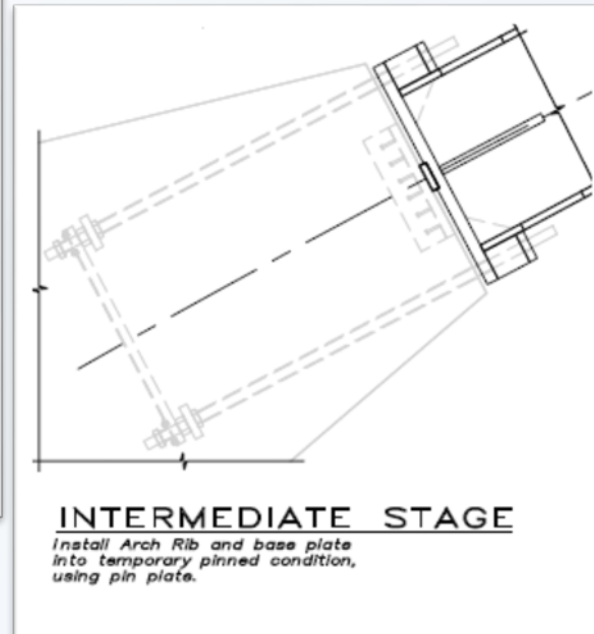 INTERMEDIATE STAGE
Install Arch Rib and base plate
into temporary pinned condition,
using pin plate.